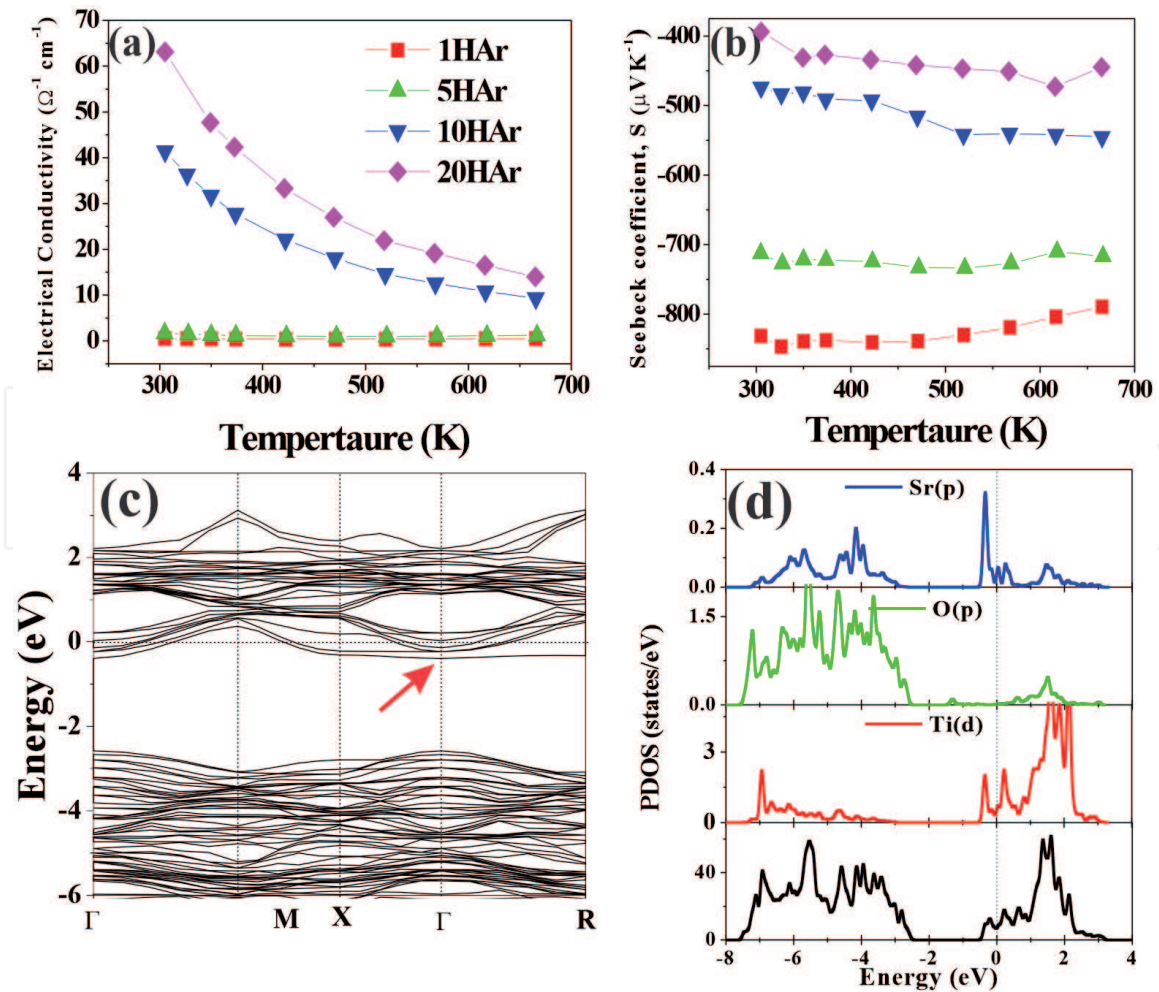 (a)
Electrical Conductivity (Ω⁻¹ cm⁻¹)
70
60
50
40
30
20
10
0
1HAr
5HAr
10HAr
20HAr
300 400 500 600 700
Tempertaure (K)
(b)
Seebeck coefficient, S (μVK⁻¹)
-400
-500
-600
-700
-800
300 400 500 600 700
Tempertaure (K)
(c)
Energy (eV)
4
2
0
-2
-4
-6
Γ M X Γ R
(d)
PDOS (states/eV)
0.4
0.2
0.0
Sr(p)
1.5
0.0
O(p)
3
0
Ti(d)
40
0
-8 -6 -4 -2 0 2 4
Energy (eV)